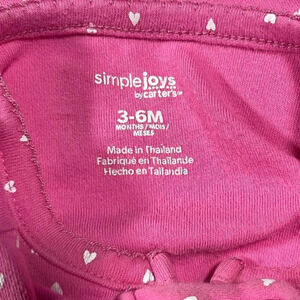 simple joys
by carter's
3-6M
MONTHS / MOIS /
MESES
Made in Thailand
Fabriqué en Thaïlande
Hecho en Tailandia